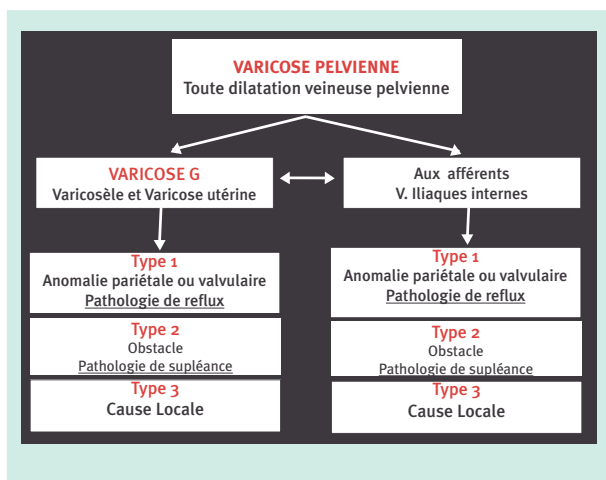 VARICOSE PELVIENNE
Toute dilatation veineuse pelvienne
VARICOSE G
Varicosèle et Varicose utérine
Aux afférents
V. Iliaques internes
Type 1
Anomalie pariétale ou valvulaire
Pathologie de reflux
Type 2
Obstacle
Pathologie de supléance
Type 3
Cause Locale
Type 1
Anomalie pariétale ou valvulaire
Pathologie de reflux
Type 2
Obstacle
Pathologie de supléance
Type 3
Cause Locale